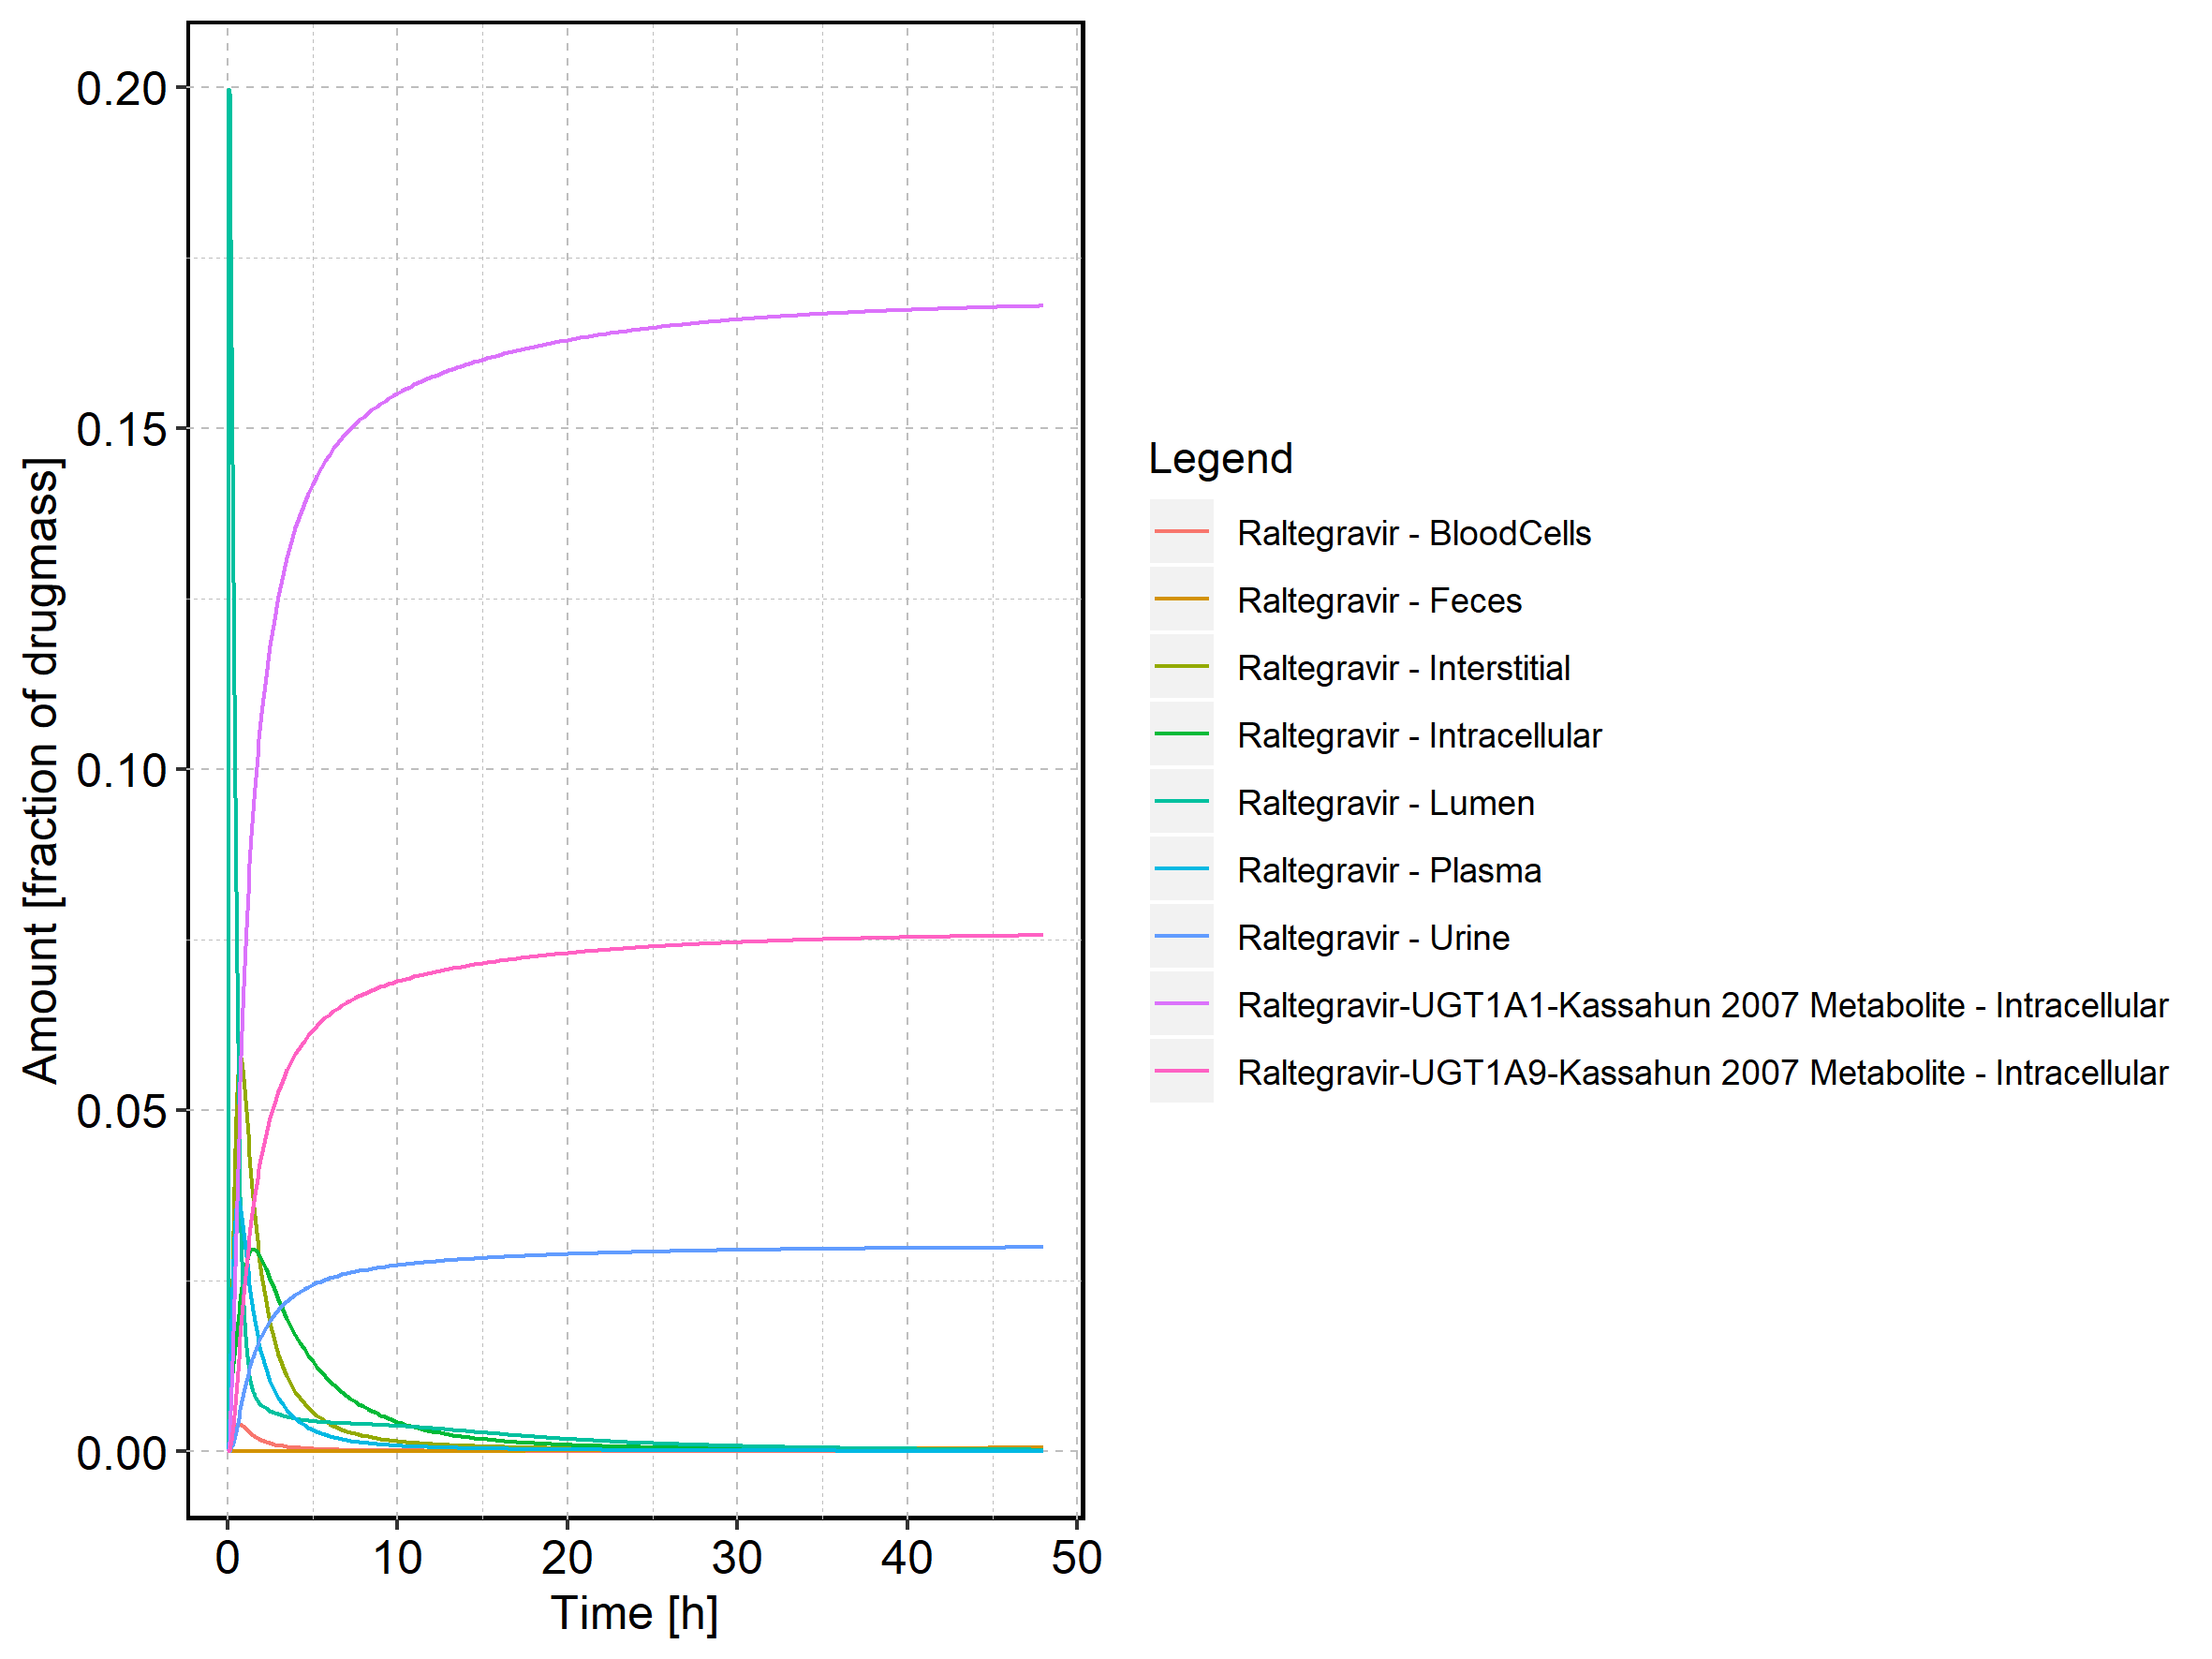 Amount [fraction of drugmass]
0.20
0.15
0.10
0.05
0.00
0 10 20 30 40 50
Time [h]
Legend
Raltegravir - BloodCells
Raltegravir - Feces
Raltegravir - Interstitial
Raltegravir - Intracellular
Raltegravir - Lumen
Raltegravir - Plasma
Raltegravir - Urine
Raltegravir-UGT1A1-Kassahun 2007 Metabolite - Intracellular
Raltegravir-UGT1A9-Kassahun 2007 Metabolite - Intracellular